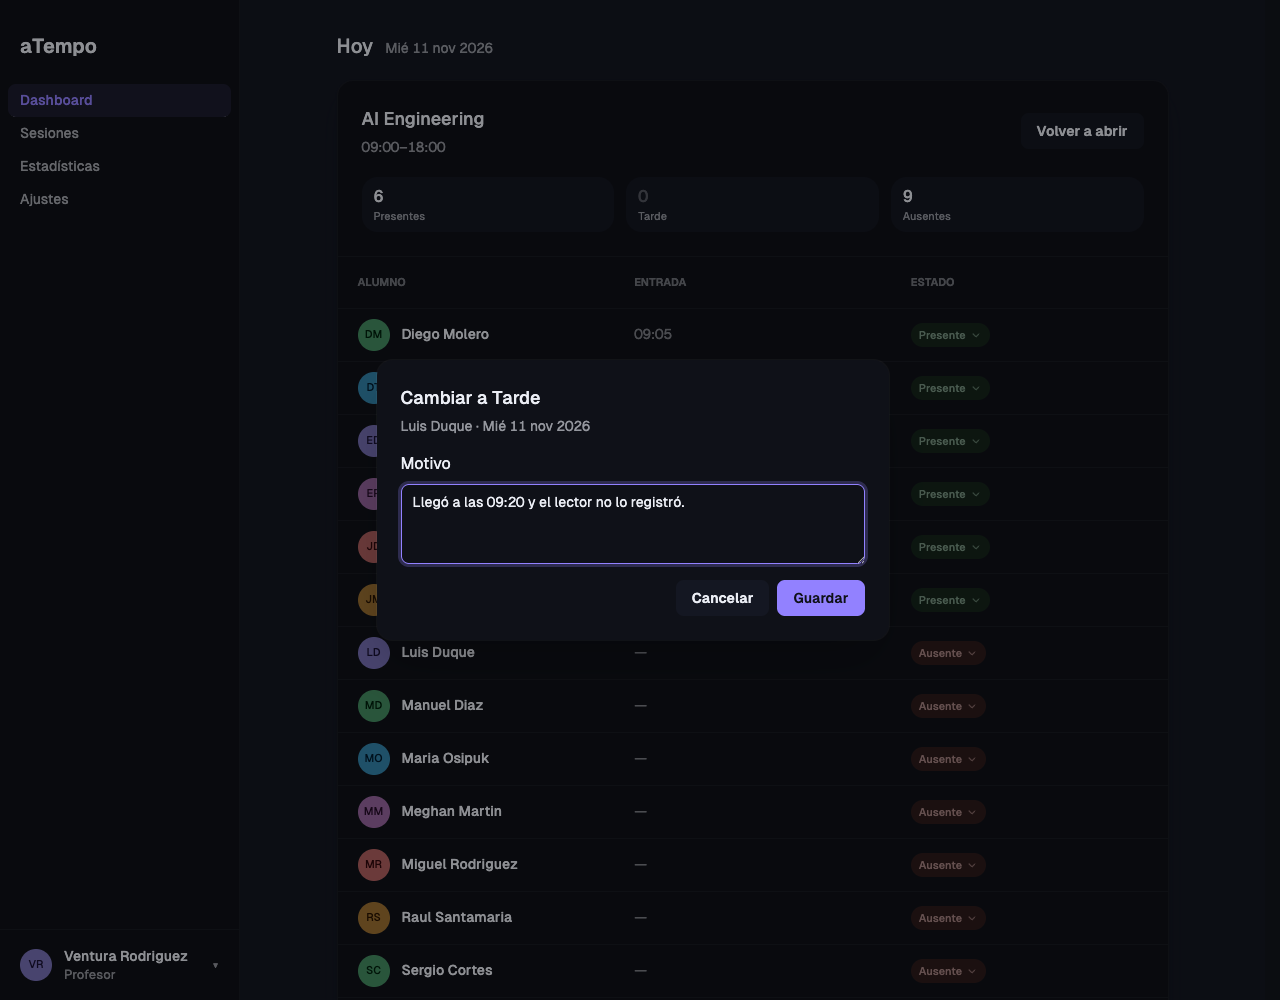 aTempo
Dashboard
Sesiones
Estadísticas
Ajustes
Hoy Mié 11 nov 2026
AI Engineering
09:00–18:00
Volver a abrir
6
Presentes
0
Tarde
9
Ausentes
ALUMNO ENTRADA ESTADO
DM Diego Molero 09:05 Presente
Presente
Presente
Presente
Presente
Presente
Cambiar a Tarde
Luis Duque · Mié 11 nov 2026
Motivo
Llegó a las 09:20 y el lector no lo registró.
Cancelar Guardar
LD Luis Duque — Ausente
MD Manuel Diaz — Ausente
MO Maria Osipuk — Ausente
MM Meghan Martin — Ausente
MR Miguel Rodriguez — Ausente
RS Raul Santamaria — Ausente
SC Sergio Cortes — Ausente
VR Ventura Rodriguez
Profesor